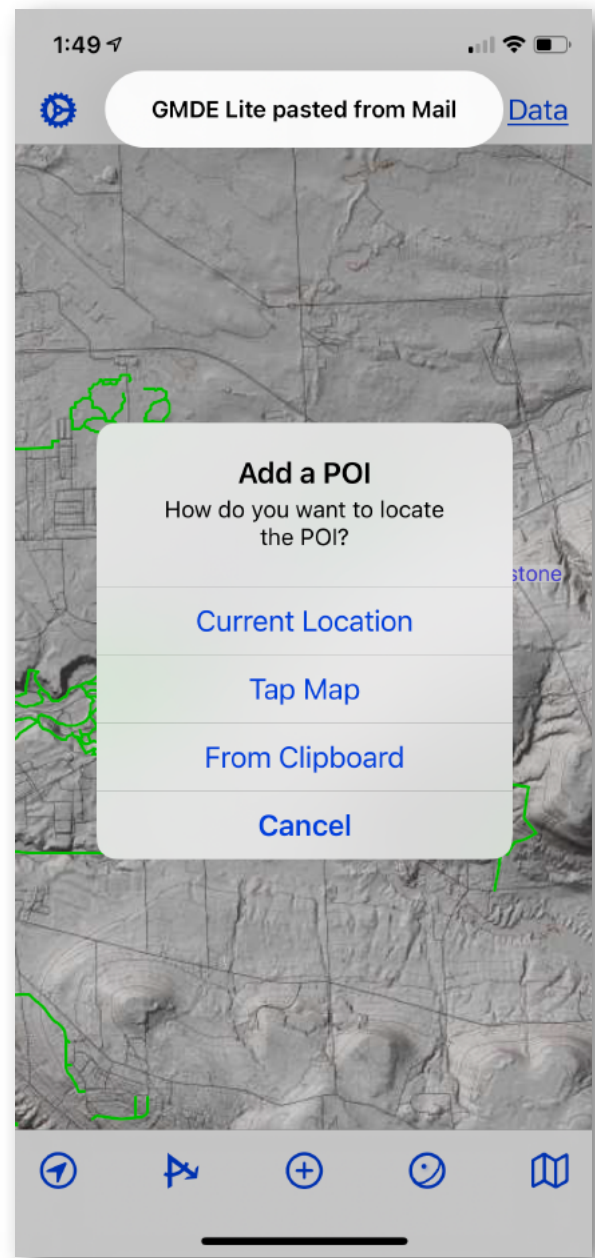 1:49
GMDE Lite pasted from Mail
Data
Add a POI
How do you want to locate
the POI?
stone
Current Location
Tap Map
From Clipboard
Cancel